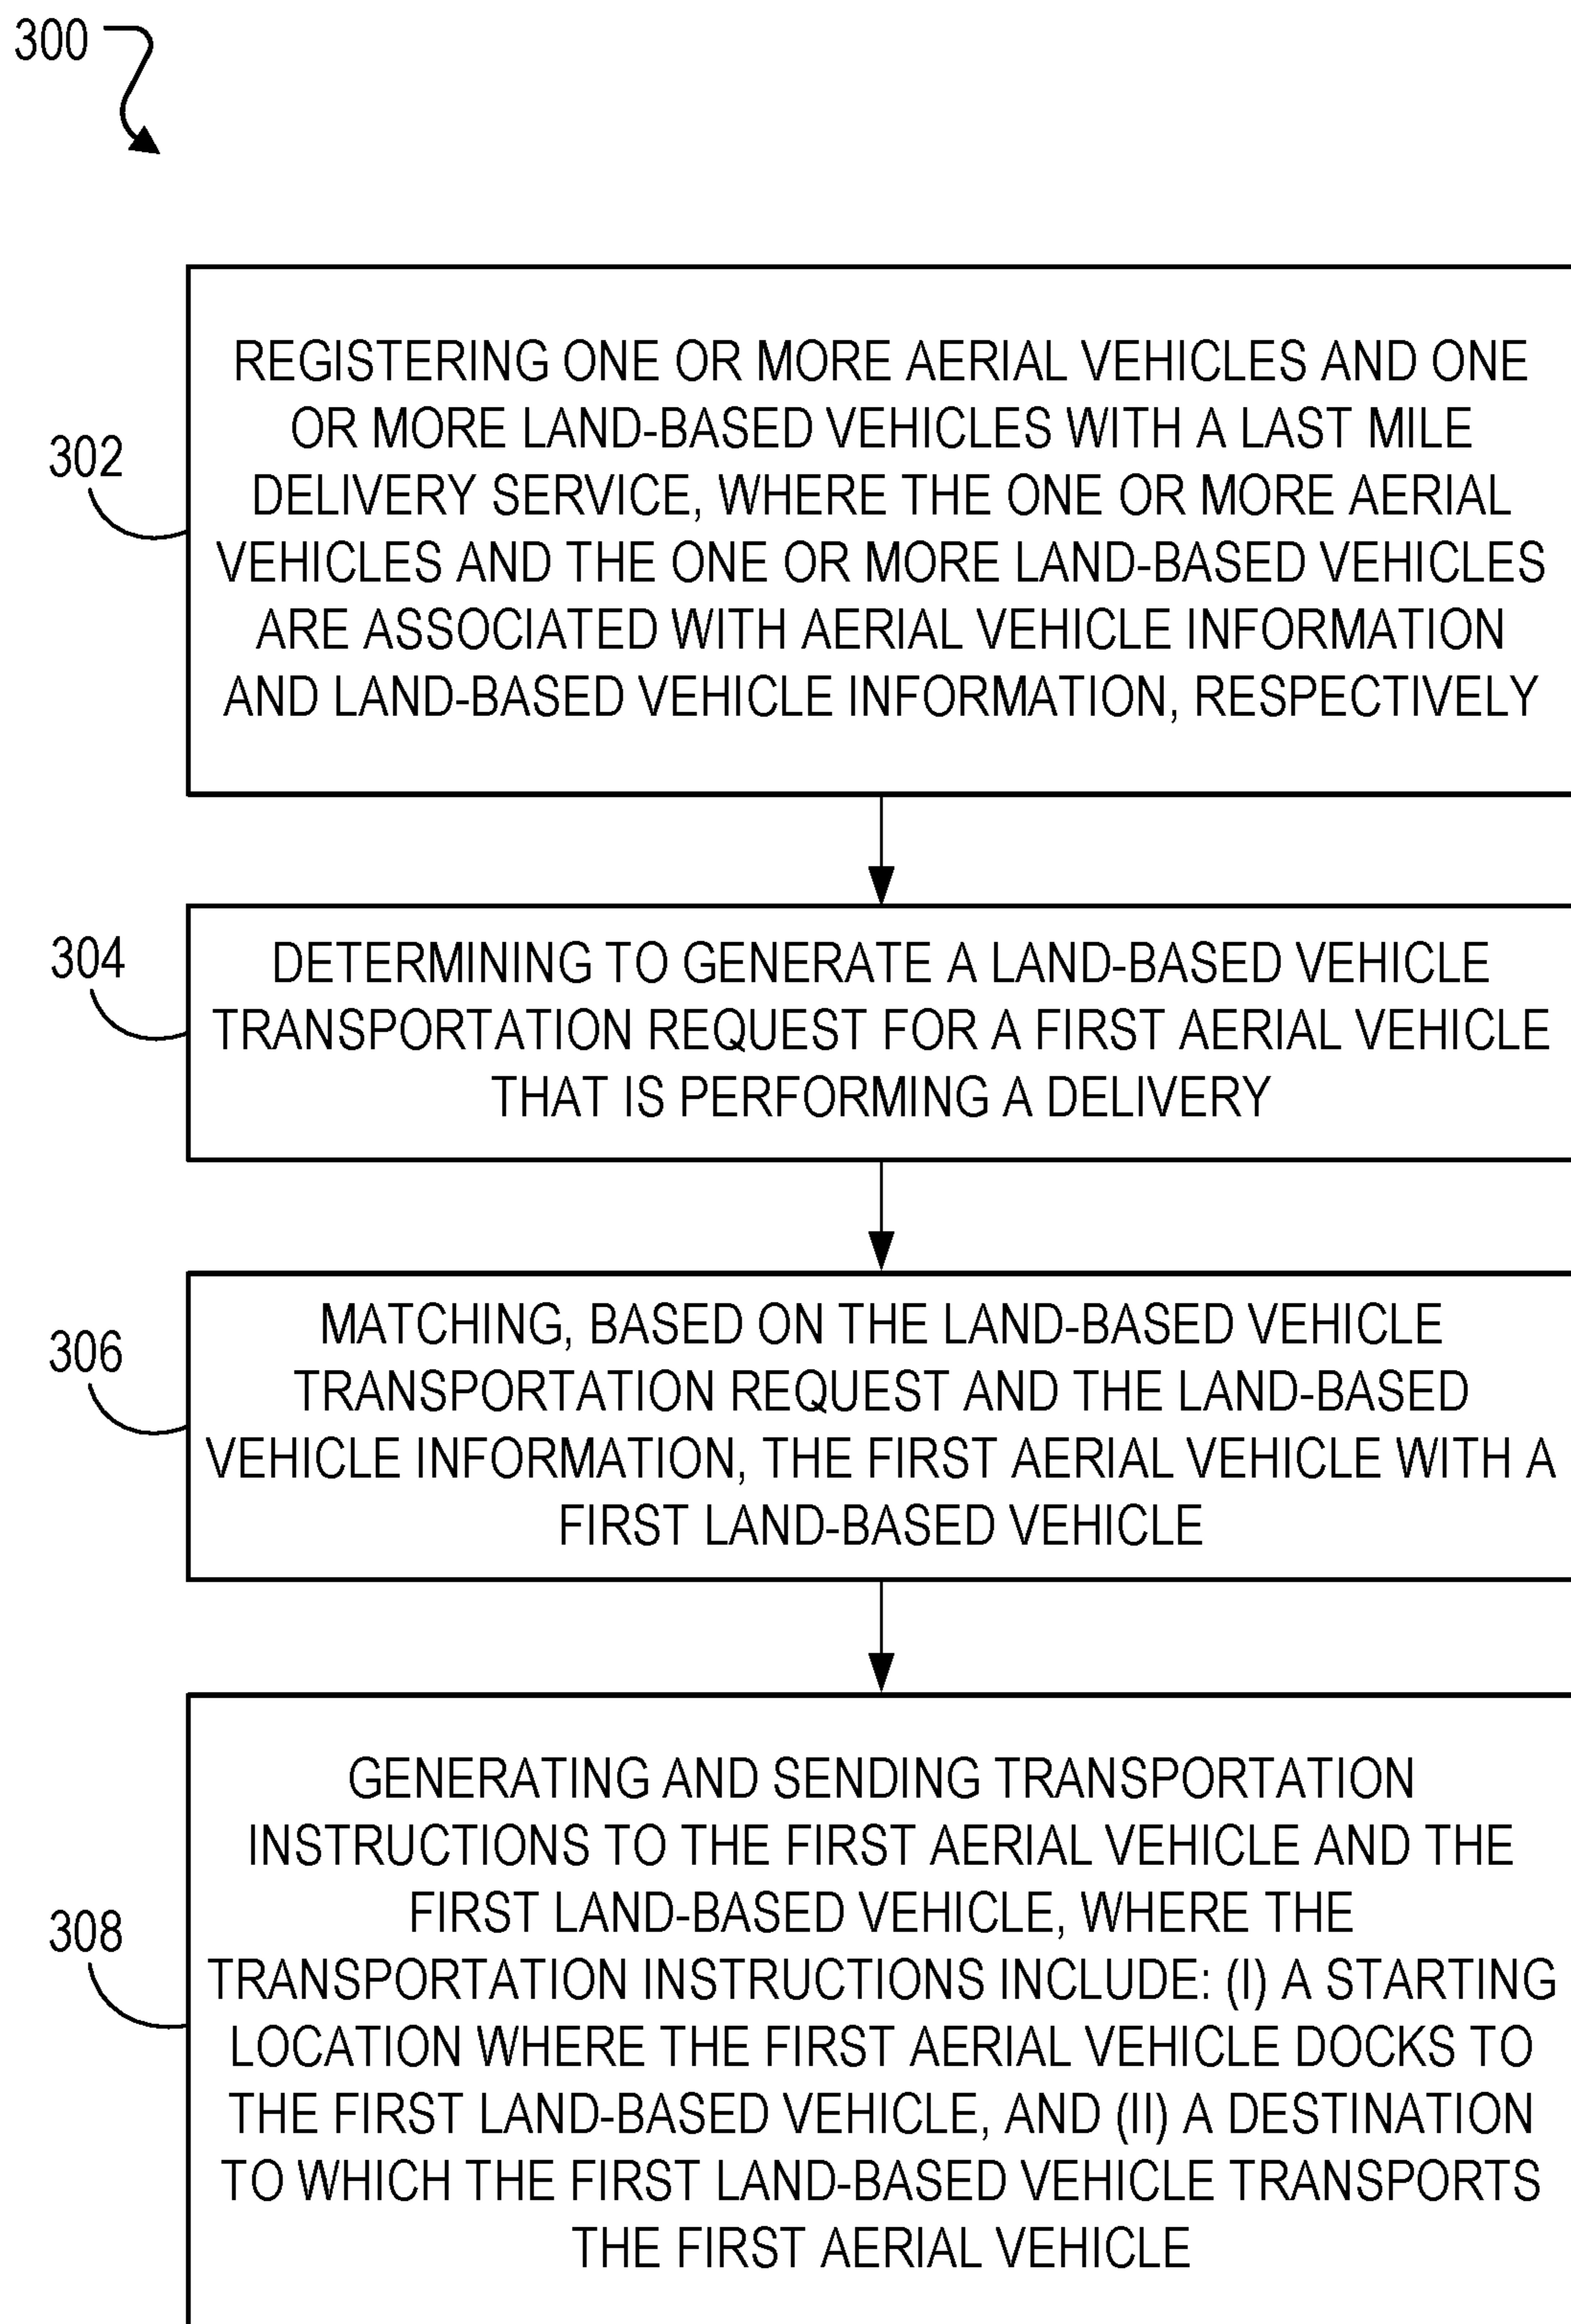 300
302
REGISTERING ONE OR MORE AERIAL VEHICLES AND ONE
OR MORE LAND-BASED VEHICLES WITH A LAST MILE
DELIVERY SERVICE, WHERE THE ONE OR MORE AERIAL
VEHICLES AND THE ONE OR MORE LAND-BASED VEHICLES
ARE ASSOCIATED WITH AERIAL VEHICLE INFORMATION
AND LAND-BASED VEHICLE INFORMATION, RESPECTIVELY
304
DETERMINING TO GENERATE A LAND-BASED VEHICLE
TRANSPORTATION REQUEST FOR A FIRST AERIAL VEHICLE
THAT IS PERFORMING A DELIVERY
306
MATCHING, BASED ON THE LAND-BASED VEHICLE
TRANSPORTATION REQUEST AND THE LAND-BASED
VEHICLE INFORMATION, THE FIRST AERIAL VEHICLE WITH A
FIRST LAND-BASED VEHICLE
308
GENERATING AND SENDING TRANSPORTATION
INSTRUCTIONS TO THE FIRST AERIAL VEHICLE AND THE
FIRST LAND-BASED VEHICLE, WHERE THE
TRANSPORTATION INSTRUCTIONS INCLUDE: (I) A STARTING
LOCATION WHERE THE FIRST AERIAL VEHICLE DOCKS TO
THE FIRST LAND-BASED VEHICLE, AND (II) A DESTINATION
TO WHICH THE FIRST LAND-BASED VEHICLE TRANSPORTS
THE FIRST AERIAL VEHICLE